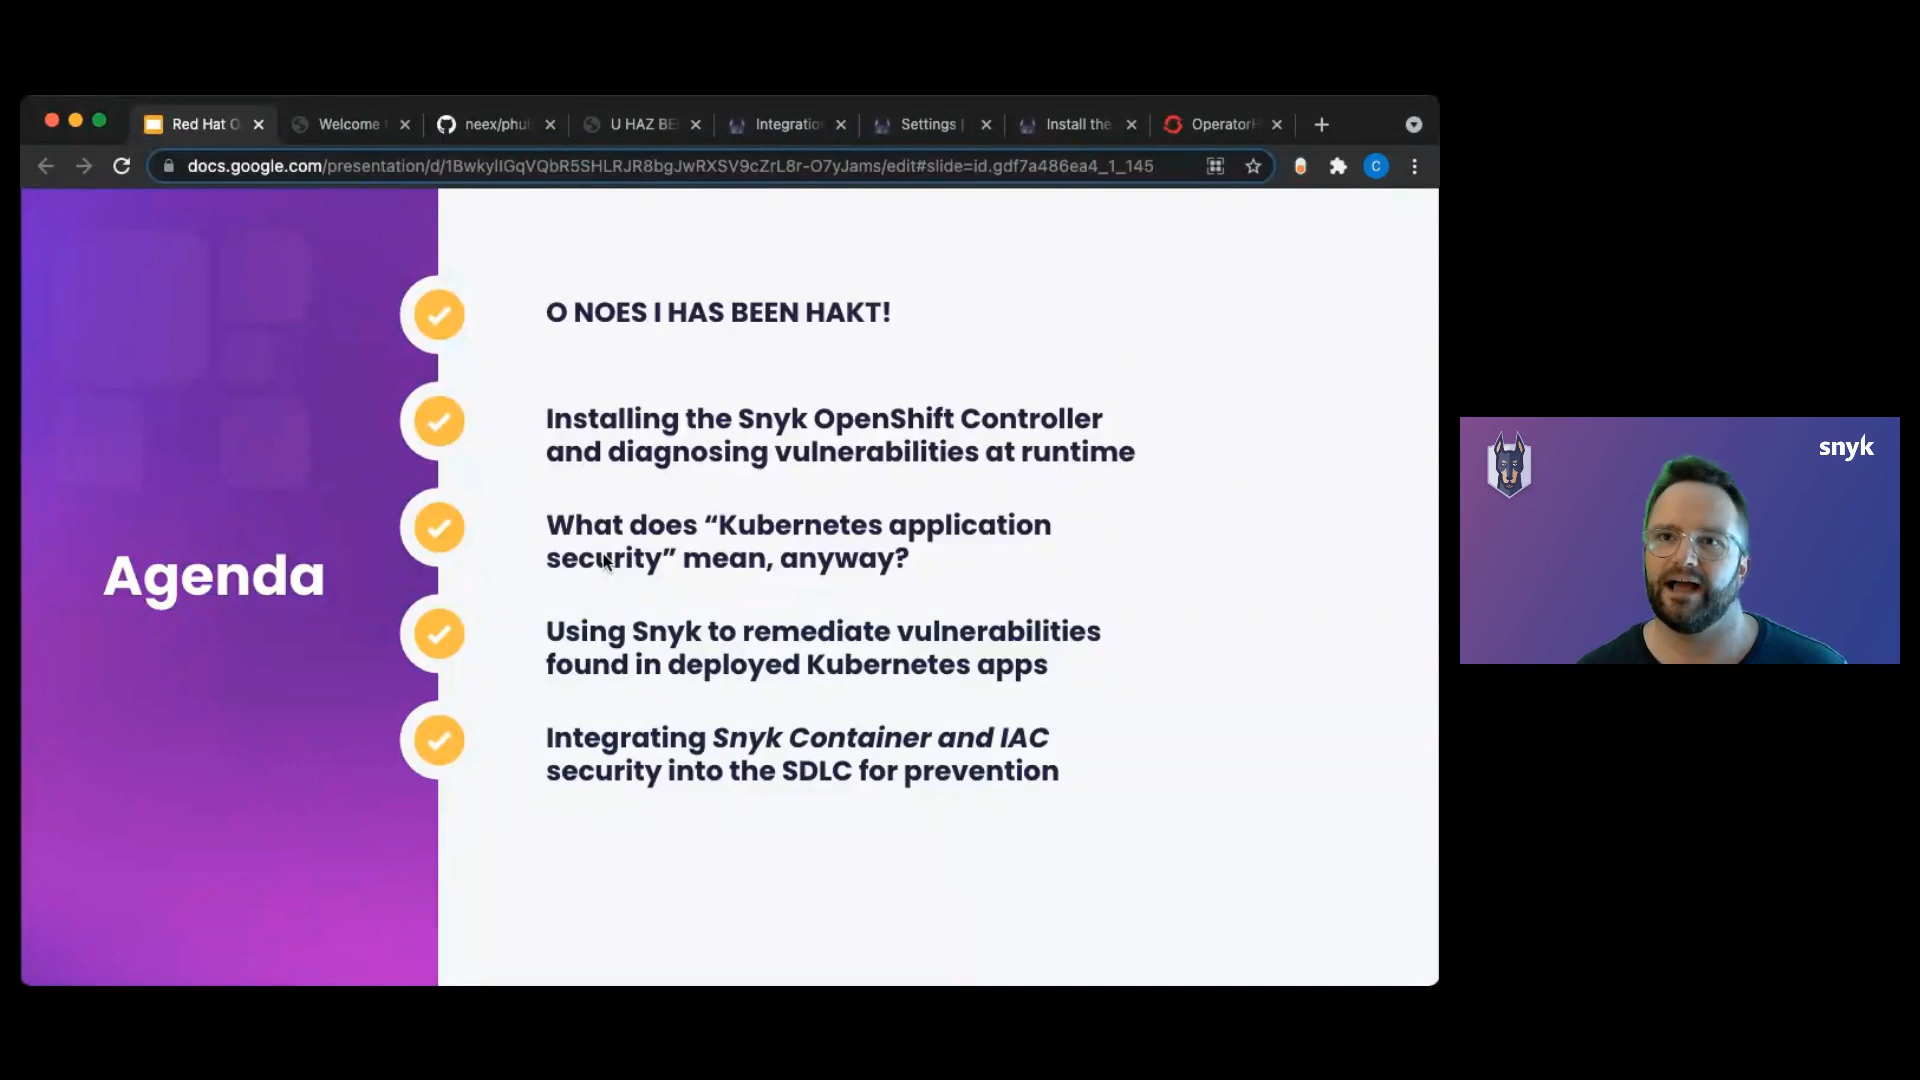 Red Hat O
Welcome
neex/phui
U HAZ BE
Integratio
Settings |
Install the
OperatorH
docs.google.com/presentation/d/1BwkylIGqVQbR5SHLRJR8bgJwRXSV9cZrL8r-O7yJams/edit#slide=id.gdf7a486ea4_1_145
C
Agenda
O NOES I HAS BEEN HAKT!
Installing the Snyk OpenShift Controller
and diagnosing vulnerabilities at runtime
What does “Kubernetes application
security” mean, anyway?
Using Snyk to remediate vulnerabilities
found in deployed Kubernetes apps
Integrating Snyk Container and IAC
security into the SDLC for prevention
snyk